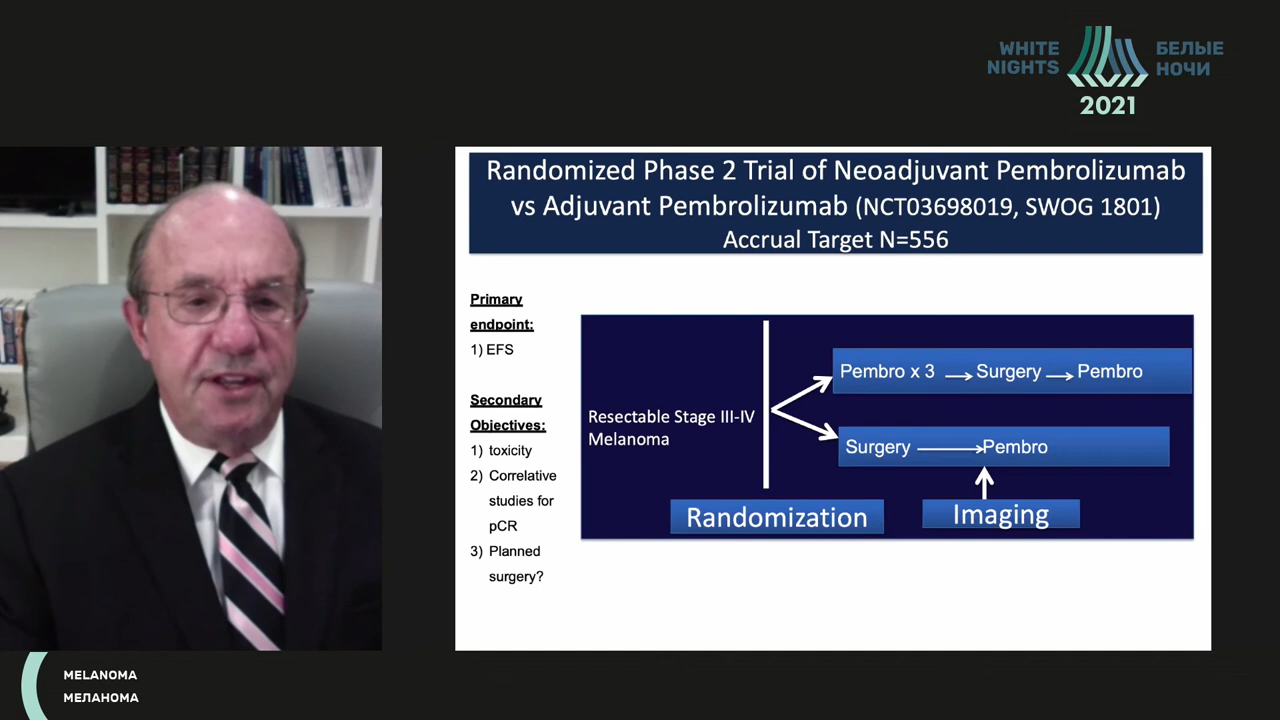 WHITE
NIGHTS
БЕЛЫЕ
НОЧИ
2021
Randomized Phase 2 Trial of Neoadjuvant Pembrolizumab
vs Adjuvant Pembrolizumab (NCT03698019, SWOG 1801)
Accrual Target N=556
Primary
endpoint:
1) EFS
Secondary
Objectives:
1) toxicity
2) Correlative
studies for
pCR
3) Planned
surgery?
Resectable Stage III-IV
Melanoma
Pembro x 3 → Surgery → Pembro
Surgery → Pembro
Randomization
Imaging
MELANOMA
МЕЛАНОМА